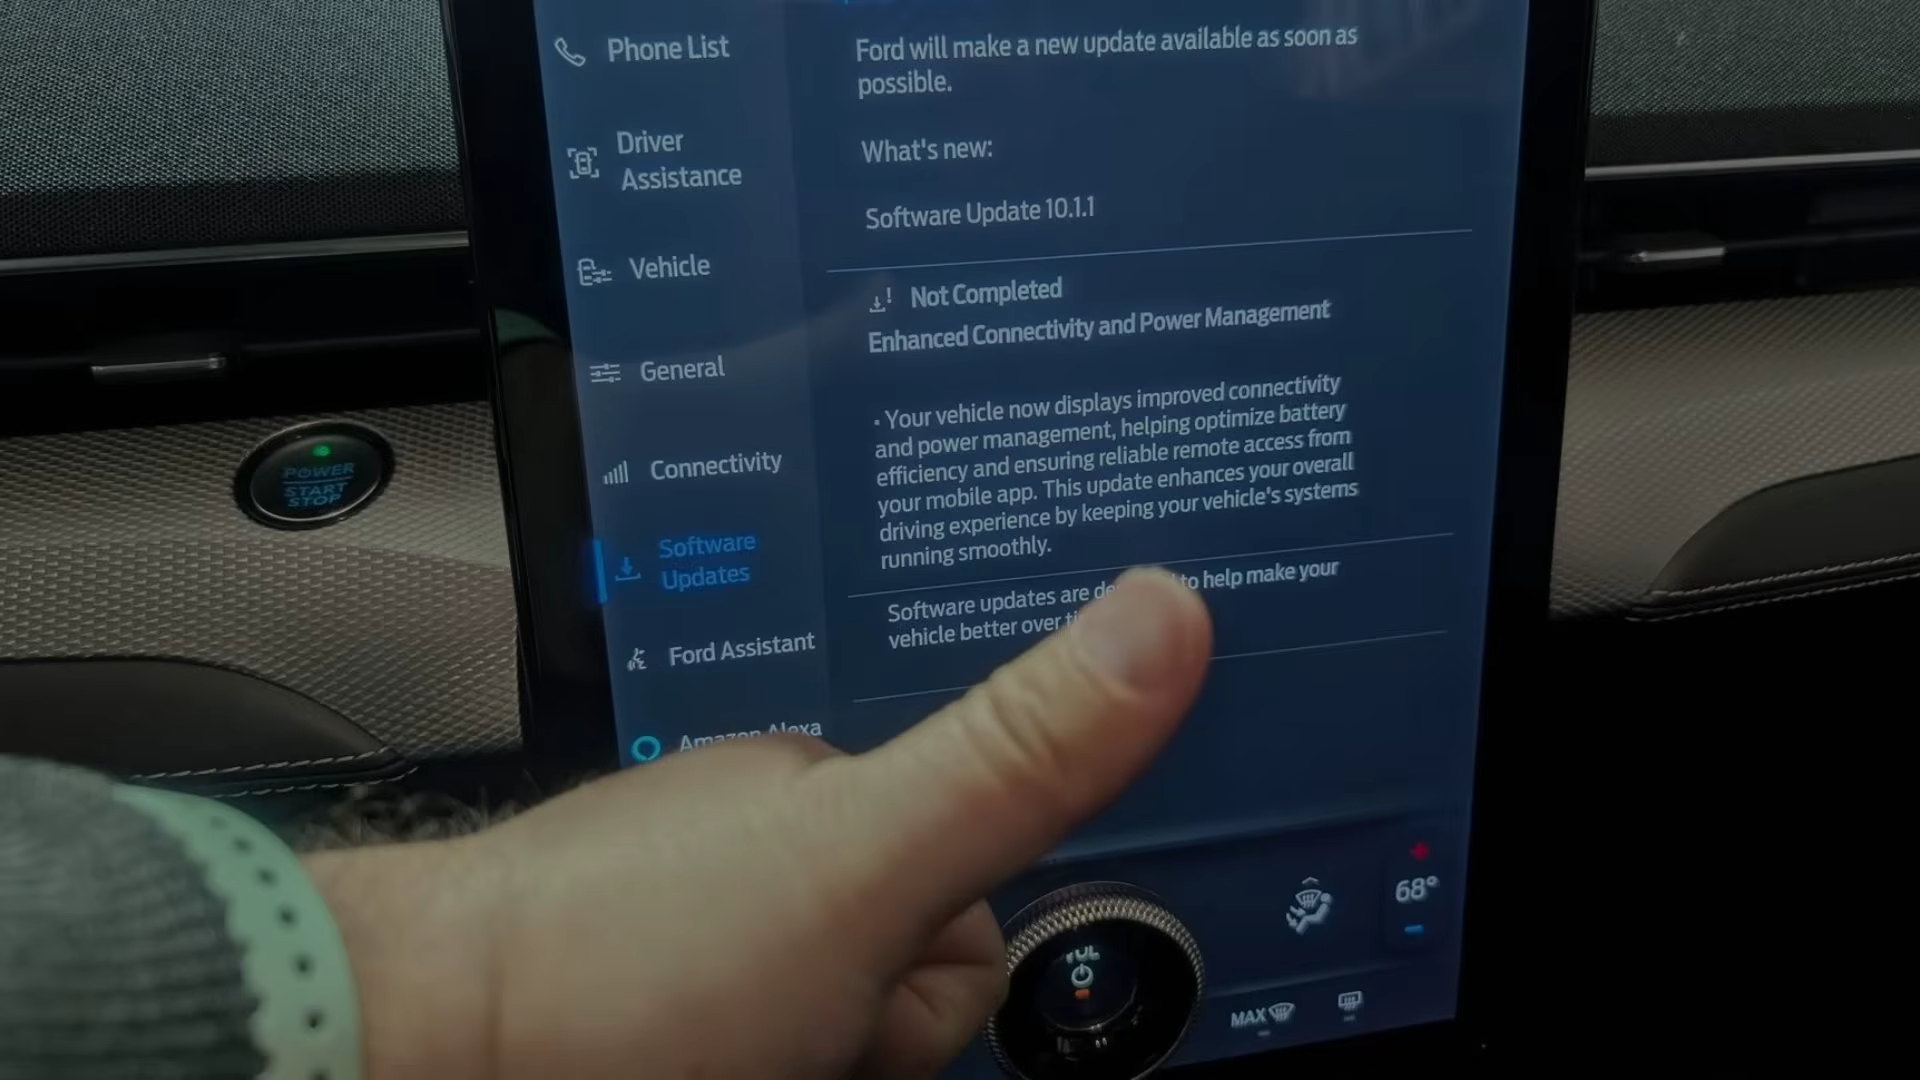 Phone List
Driver
Assistance
Vehicle
General
Connectivity
Software
Updates
Ford Assistant
Amazon Alexa
Ford will make a new update available as soon as
possible.
What's new:
Software Update 10.1.1
Not Completed
Enhanced Connectivity and Power Management
• Your vehicle now displays improved connectivity
and power management, helping optimize battery
efficiency and ensuring reliable remote access from
your mobile app. This update enhances your overall
driving experience by keeping your vehicle's systems
running smoothly.
Software updates are to help make your
vehicle better over
POWER
START
STOP
VOL
68°
MAX